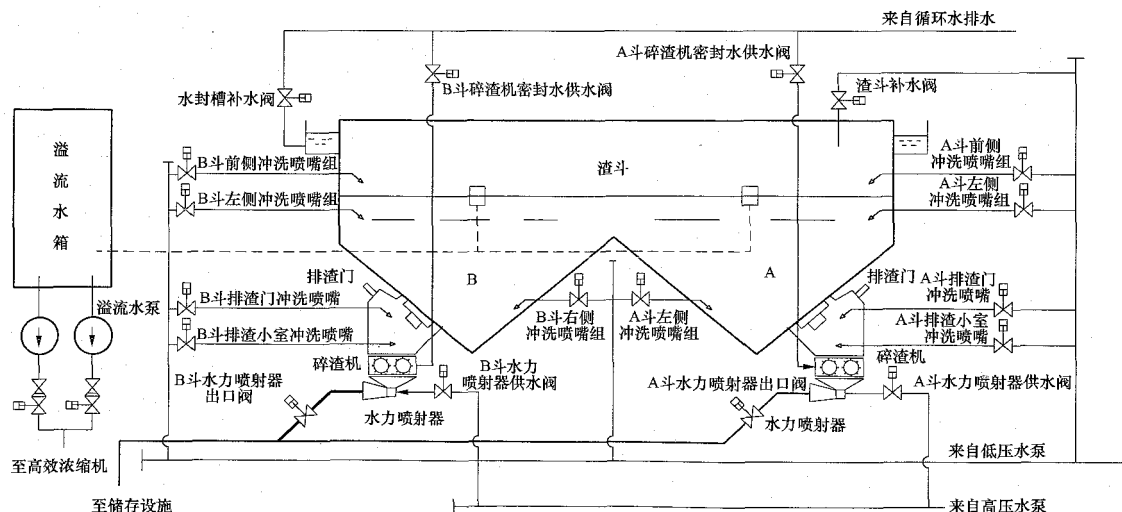 来自循环水排水
A斗碎渣机密封水供水阀
B斗碎渣机密封水供水阀
渣斗补水阀
水封槽补水阀
溢流水箱
渣斗
B斗前侧冲洗喷嘴组
A斗前侧
冲洗喷嘴组
B斗左侧冲洗喷嘴组
A斗左侧
冲洗喷嘴组
排渣门
B
A
排渣门
溢流水泵
B斗排渣门冲洗喷嘴
A斗排渣门
冲洗喷嘴
B斗右侧
冲洗喷嘴组
A斗左侧
冲洗喷嘴组
B斗排渣小室冲洗喷嘴
A斗排渣小室
冲洗喷嘴
碎渣机
碎渣机
B斗水力喷射器
出口阀
B斗水力
喷射器供水阀
A斗水力喷射器出口阀
A斗水力喷射器供水阀
水力喷射器
水力喷射器
至高效浓缩机
来自低压水泵
至储存设施
来自高压水泵